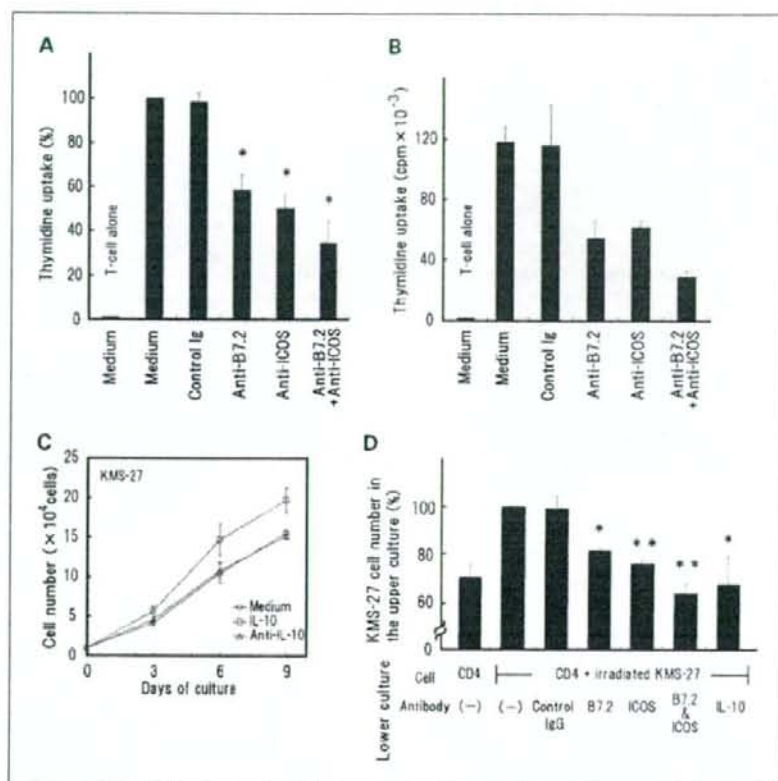 A
Thymidine uptake (%)
100
80
60
40
20
0
T-cell alone
Medium
Medium
Control Ig
Anti-B7.2
Anti-ICOS
Anti-B7.2
+Anti-ICOS
*
*
*
B
Thymidine uptake (cpm × 10⁻³)
120
80
40
0
T-cell alone
Medium
Medium
Control Ig
Anti-B7.2
Anti-ICOS
Anti-B7.2
+Anti-ICOS
C
KMS-27
Cell number (×10⁴cells)
25
20
15
10
5
0
0 3 6 9
Days of culture
Medium
IL-10
Anti-IL-10
D
KMS-27 cell number in
the upper culture (%)
100
80
60
0
*
**
**
*
Lower culture
Cell CD4 CD4 + irradiated KMS-27
Antibody (-) (-) Control IgG B7.2 ICOS B7.2 & ICOS IL-10